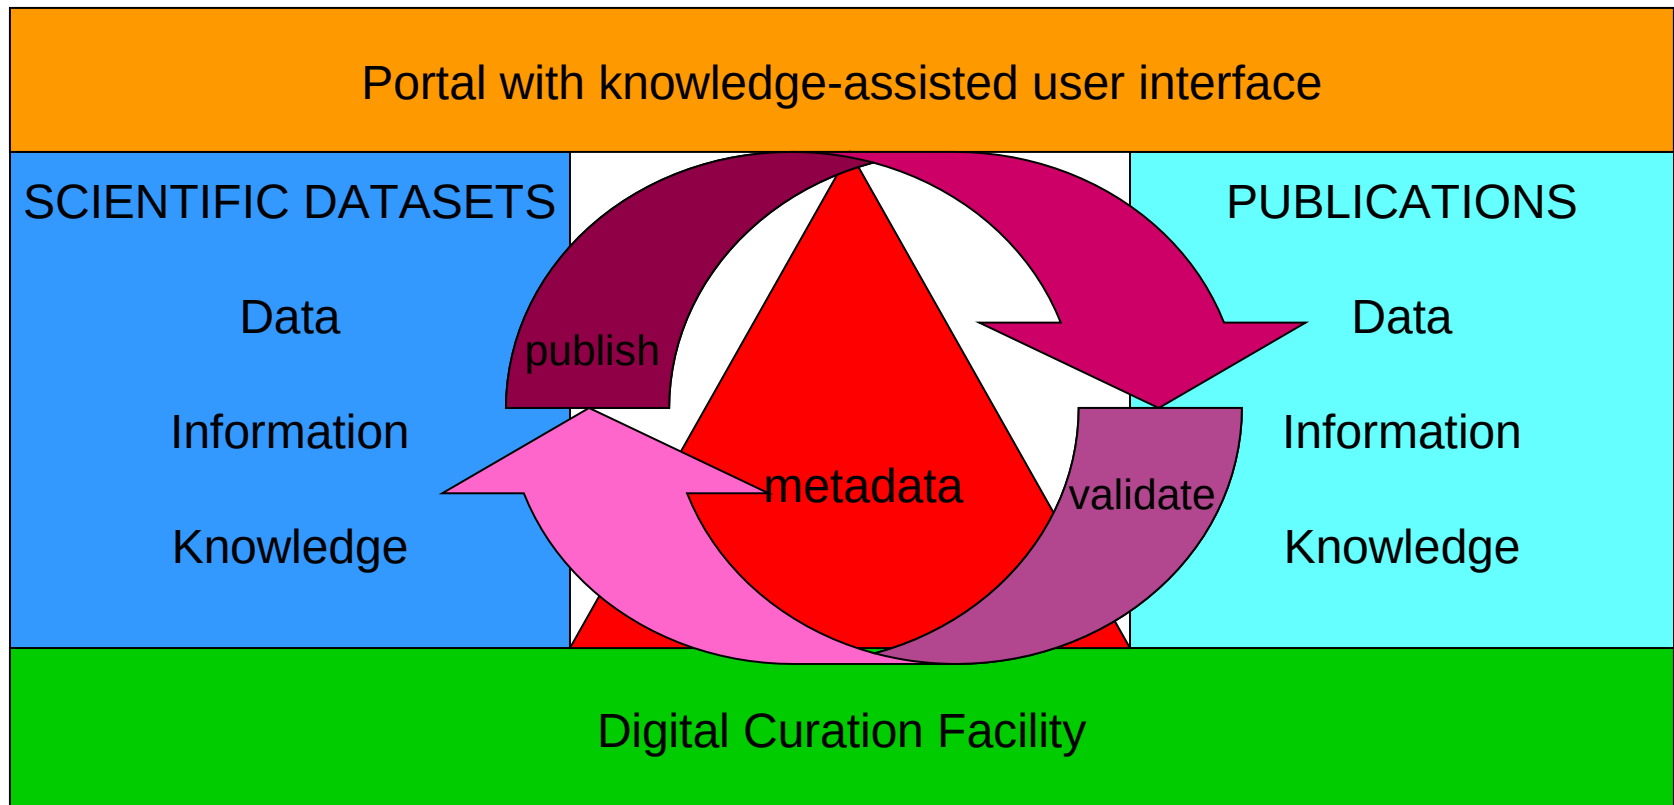 Portal with knowledge-assisted user interface
SCIENTIFIC DATASETS
Data
Information
Knowledge
publish
metadata
validate
PUBLICATIONS
Data
Information
Knowledge
Digital Curation Facility